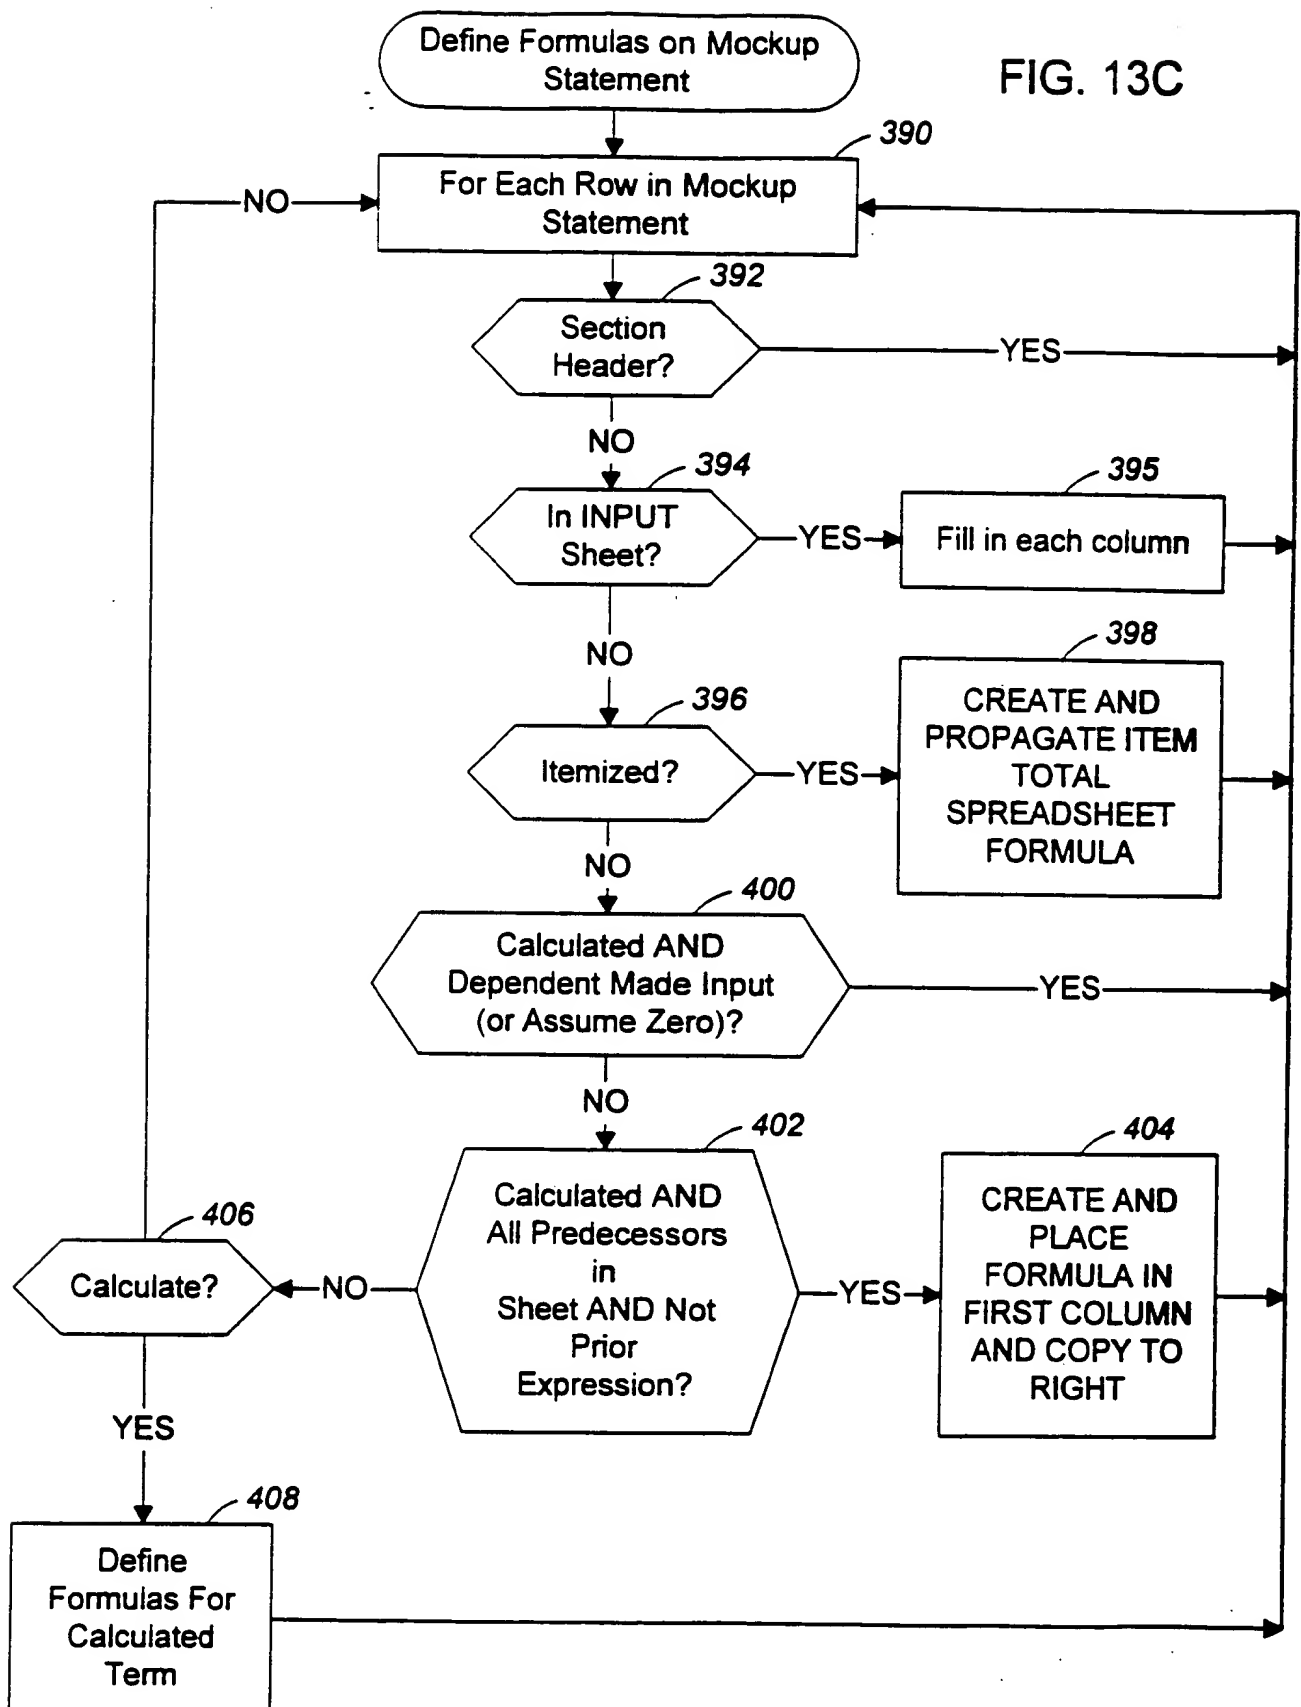 Define Formulas on Mockup
Statement
FIG. 13C
390
For Each Row in Mockup
Statement
NO
392
Section
Header?
YES
NO
394
In INPUT
Sheet?
YES
395
Fill in each column
NO
396
Itemized?
YES
398
CREATE AND
PROPAGATE ITEM
TOTAL
SPREADSHEET
FORMULA
NO
400
Calculated AND
Dependent Made Input
(or Assume Zero)?
YES
NO
402
Calculated AND
All Predecessors
in
Sheet AND Not
Prior
Expression?
YES
404
CREATE AND
PLACE
FORMULA IN
FIRST COLUMN
AND COPY TO
RIGHT
NO
406
Calculate?
YES
408
Define
Formulas For
Calculated
Term